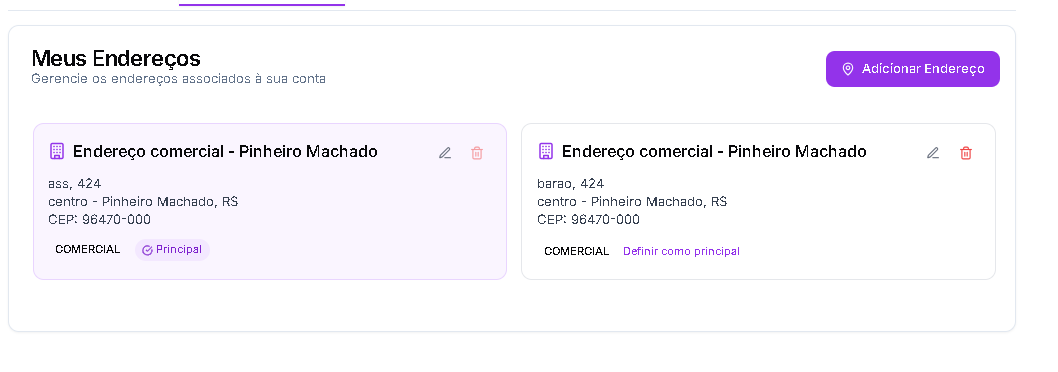 Meus Endereços
Gerencie os endereços associados à sua conta
Adicionar Endereço
Endereço comercial - Pinheiro Machado
ass, 424
centro - Pinheiro Machado, RS
CEP: 96470-000
COMERCIAL Principal
Endereço comercial - Pinheiro Machado
barao, 424
centro - Pinheiro Machado, RS
CEP: 96470-000
COMERCIAL Definir como principal